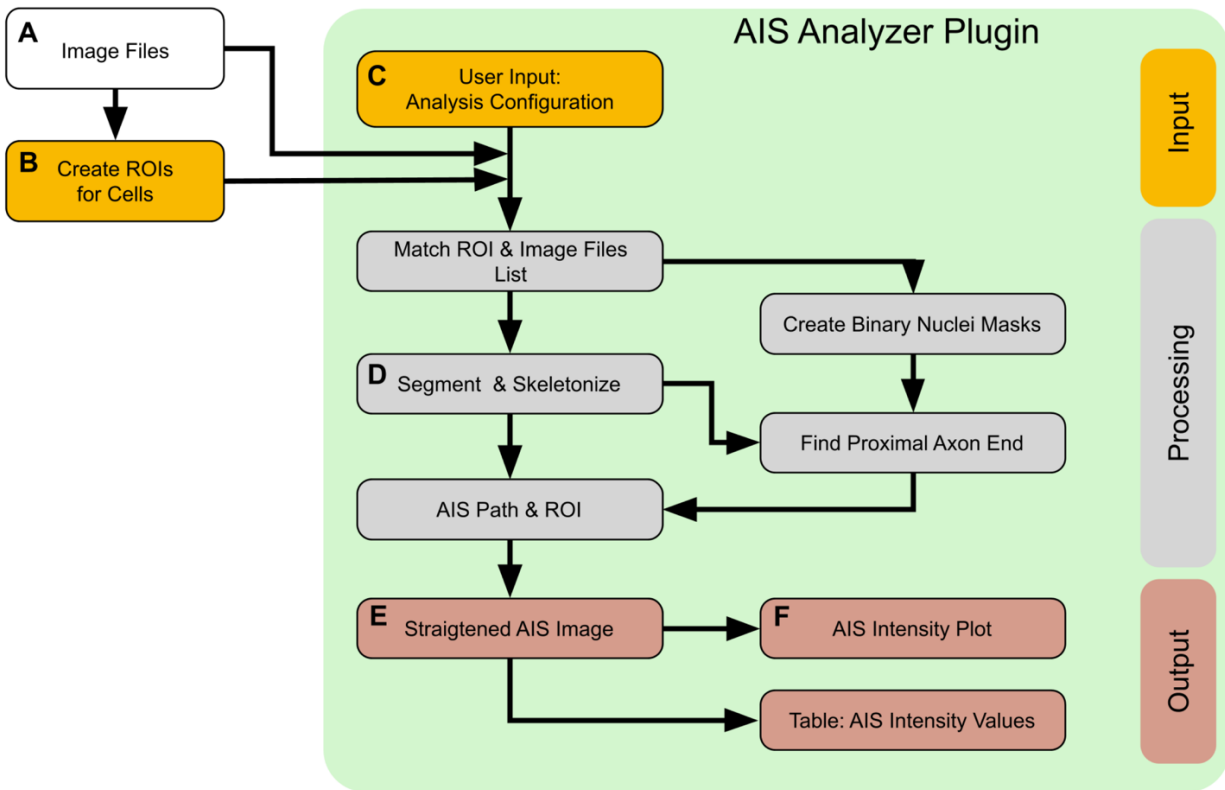 AIS Analyzer Plugin
A
Image Files
B
Create ROIs
for Cells
C
User Input:
Analysis Configuration
Input
Match ROI & Image Files
List
Create Binary Nuclei Masks
D
Segment & Skeletonize
Find Proximal Axon End
AIS Path & ROI
Processing
E
Straigtened AIS Image
F
AIS Intensity Plot
Table: AIS Intensity Values
Output